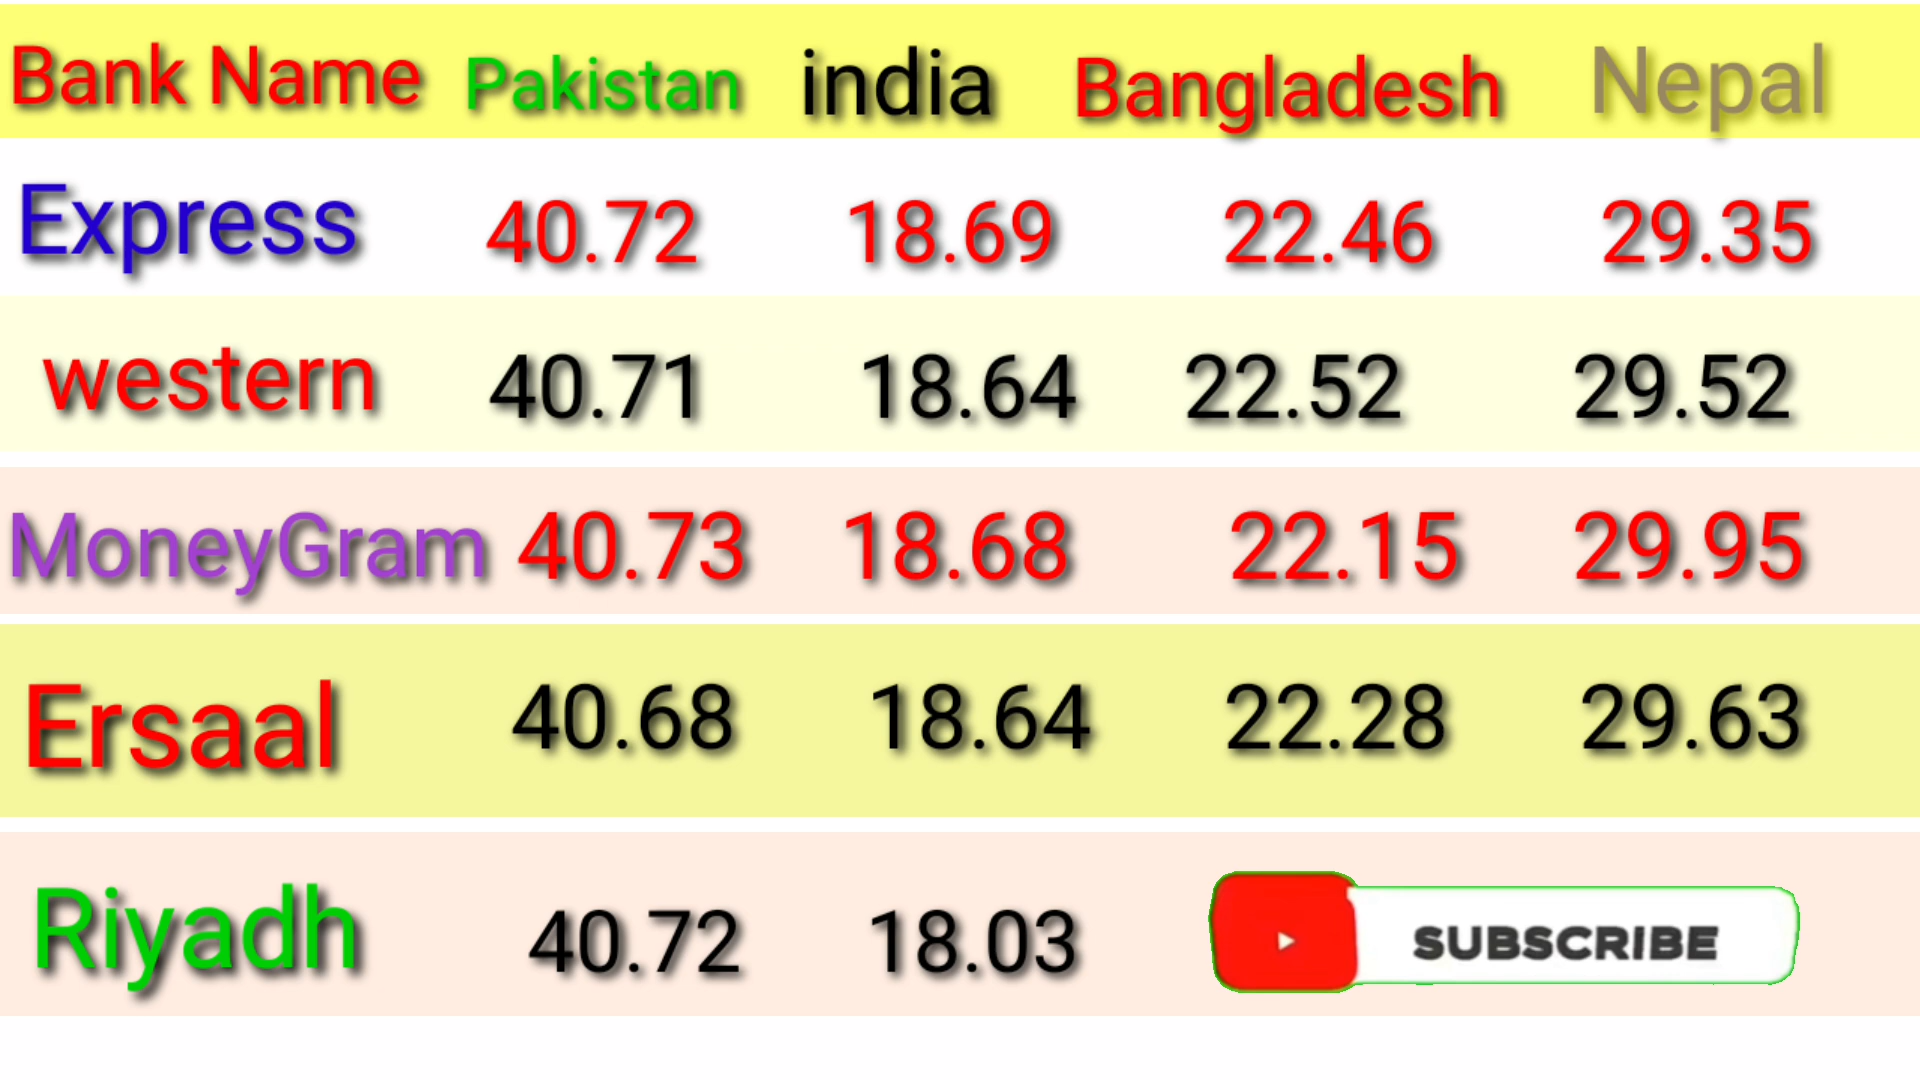 Bank Name Pakistan india Bangladesh Nepal
Express 40.72 18.69 22.46 29.35
western 40.71 18.64 22.52 29.52
MoneyGram 40.73 18.68 22.15 29.95
Ersaal 40.68 18.64 22.28 29.63
Riyadh 40.72 18.03 SUBSCRIBE